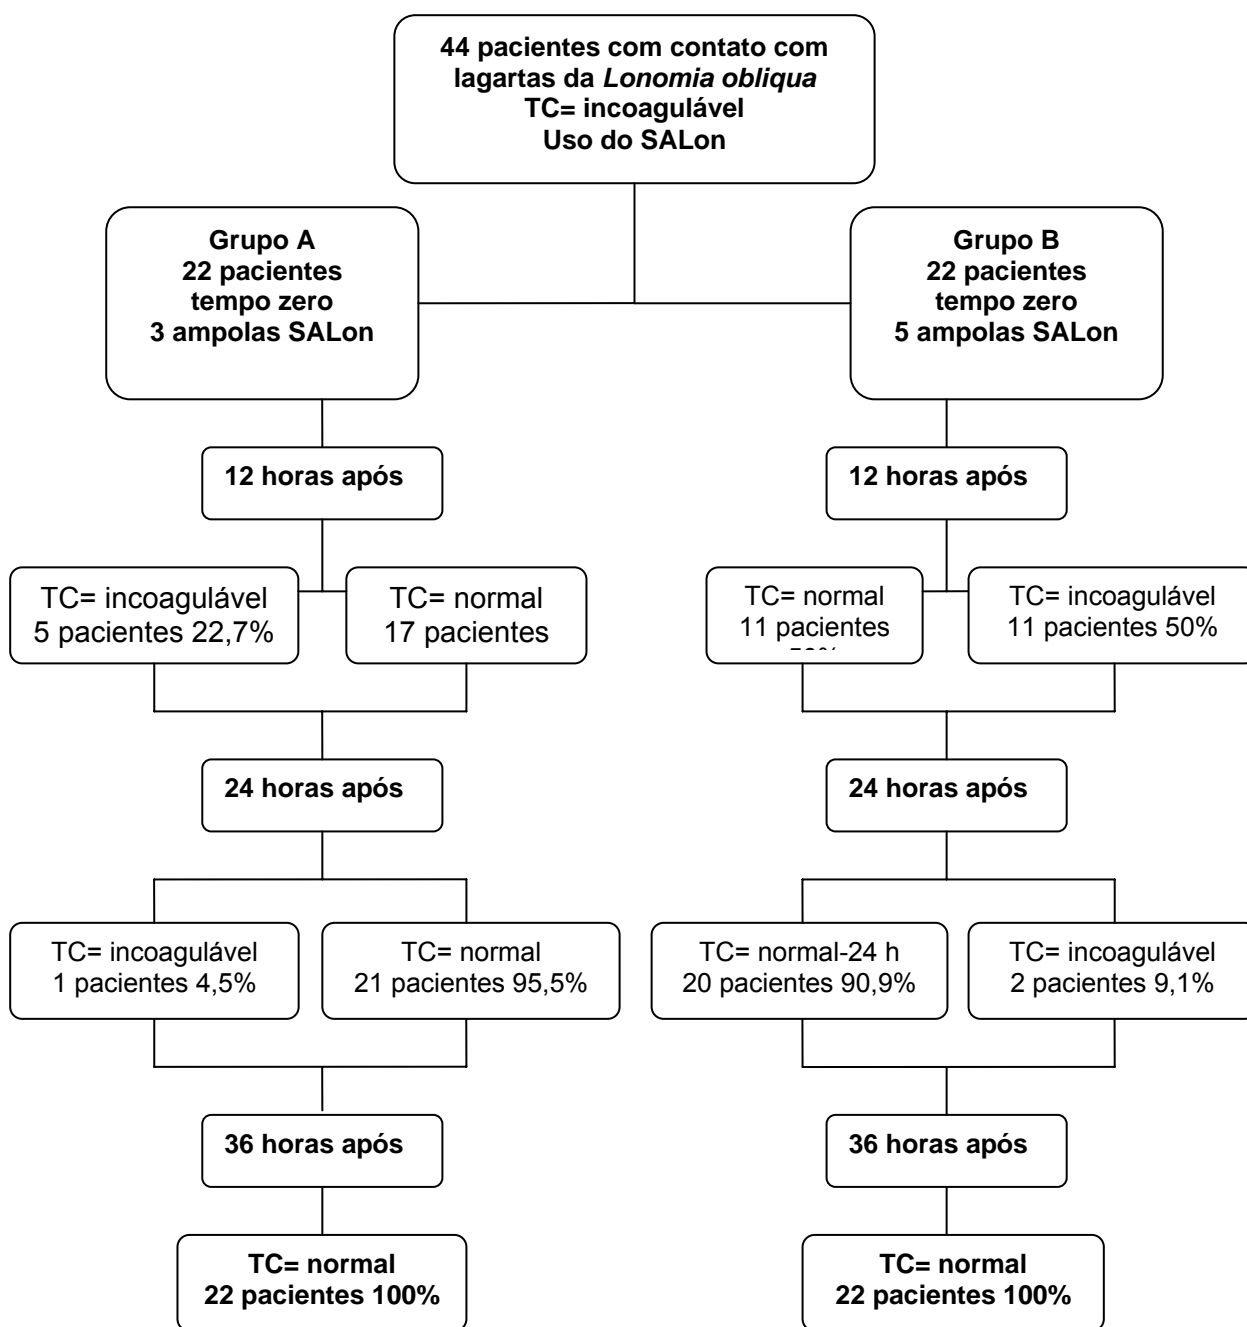 44 pacientes com contato com
lagartas da Lonomia obliqua
TC= incoagulável
Uso do SALon
Grupo A
22 pacientes
tempo zero
3 ampolas SALon
Grupo B
22 pacientes
tempo zero
5 ampolas SALon
12 horas após
12 horas após
TC= incoagulável
5 pacientes 22,7%
TC= normal
17 pacientes
TC= normal
11 pacientes
TC= incoagulável
11 pacientes 50%
24 horas após
24 horas após
TC= incoagulável
1 pacientes 4,5%
TC= normal
21 pacientes 95,5%
TC= normal-24 h
20 pacientes 90,9%
TC= incoagulável
2 pacientes 9,1%
36 horas após
36 horas após
TC= normal
22 pacientes 100%
TC= normal
22 pacientes 100%